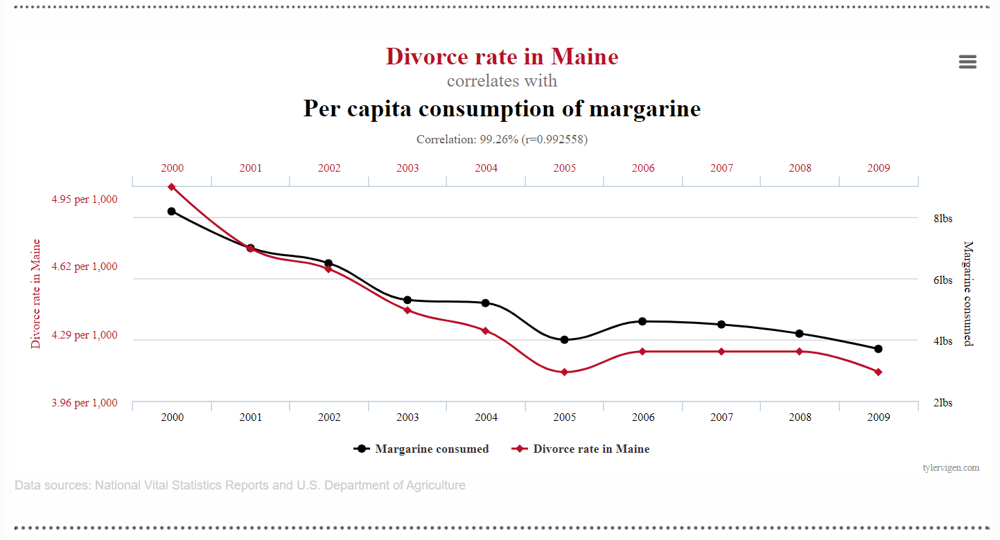 Divorce rate in Maine
correlates with
Per capita consumption of margarine
Correlation: 99.26% (r=0.992558)
2000 2001 2002 2003 2004 2005 2006 2007 2008 2009
4.95 per 1,000
4.62 per 1,000
4.29 per 1,000
3.96 per 1,000
Divorce rate in Maine
8lbs
6lbs
4lbs
2lbs
Margarine consumed
2000 2001 2002 2003 2004 2005 2006 2007 2008 2009
Margarine consumed Divorce rate in Maine
tylervigen.com
Data sources: National Vital Statistics Reports and U.S. Department of Agriculture